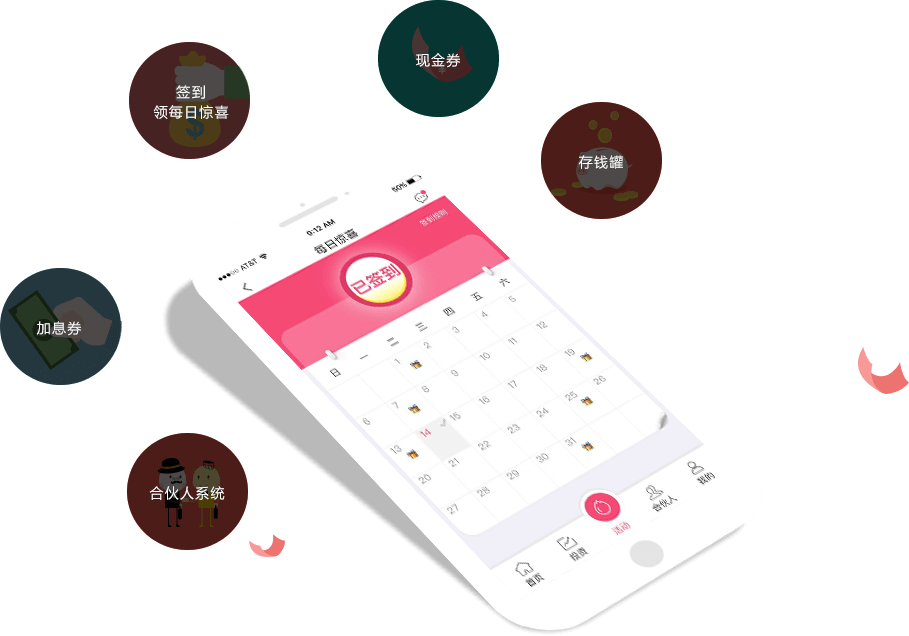 现金券
签到
领每日惊喜
存钱罐
加息券
合伙人系统
AT&T
9:12 AM
50%
每日惊喜
签到规则
已签到
日 一 二 三 四 五 六
1 2 3 4 5
6 7 8 9 10 11 12
13 14 15 16 17 18 19
20 21 22 23 24 25 26
27 28 29 30 31
首页
投资
活动
合伙人
我的